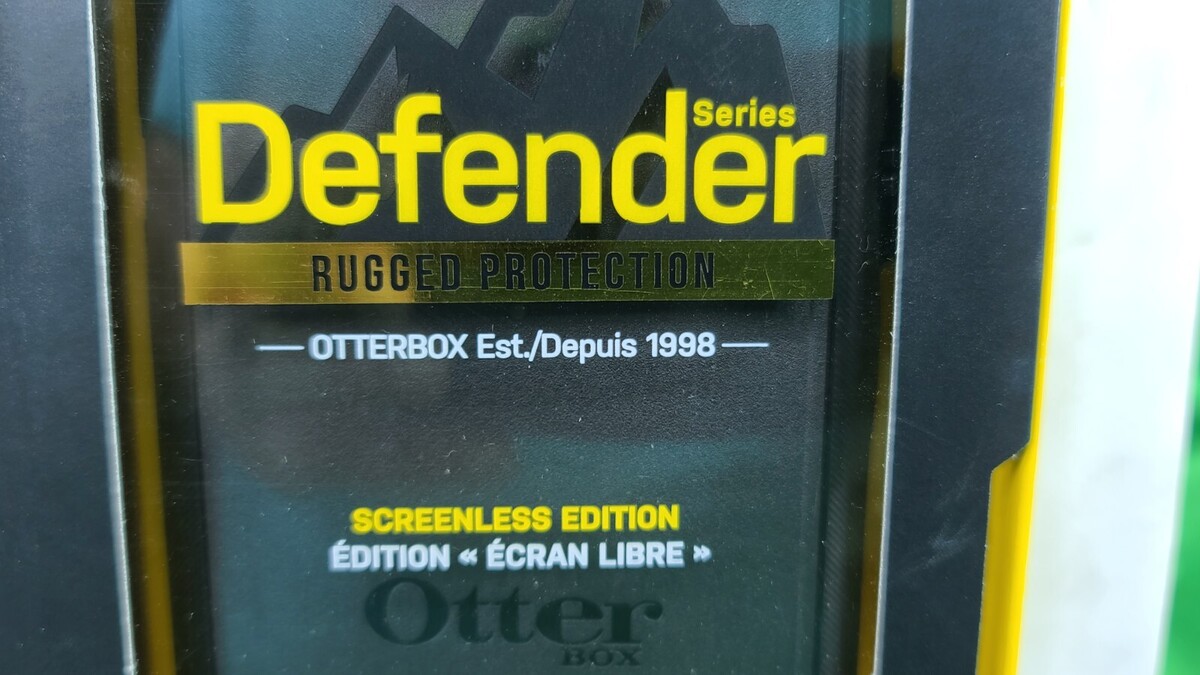 Defender Series
RUGGED PROTECTION
OTTERBOX Est./Depuis 1998
SCREENLESS EDITION
ÉDITION « ÉCRAN LIBRE »
Otter
BOX